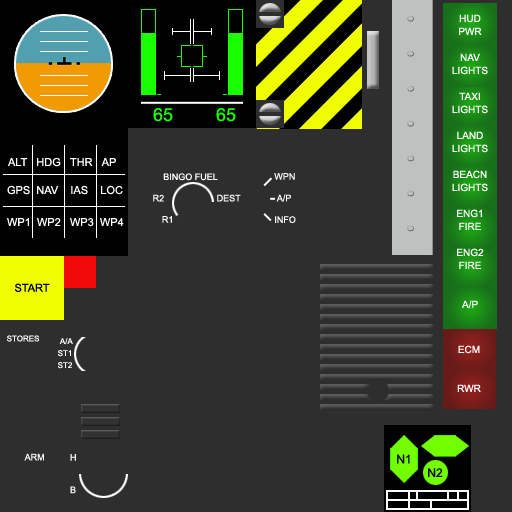 HUD
PWR
NAV
LIGHTS
TAXI
LIGHTS
LAND
LIGHTS
BEACN
LIGHTS
ENG1
FIRE
ENG2
FIRE
A/P
ECM
RWR
65 65
ALT HDG THR AP
GPS NAV IAS LOC
WP1 WP2 WP3 WP4
BINGO FUEL
R2 DEST
R1
WPN
A/P
INFO
START
STORES
A/A
ST1
ST2
ARM H
B
N1
N2